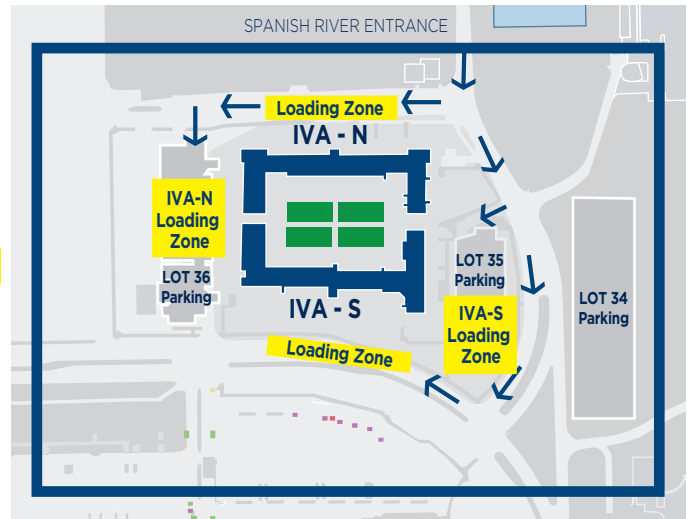 SPANISH RIVER ENTRANCE
Loading Zone
IVA - N
IVA-N
Loading
Zone
LOT 36
Parking
LOT 35
Parking
LOT 34
Parking
IVA - S
IVA-S
Loading
Zone
Loading Zone